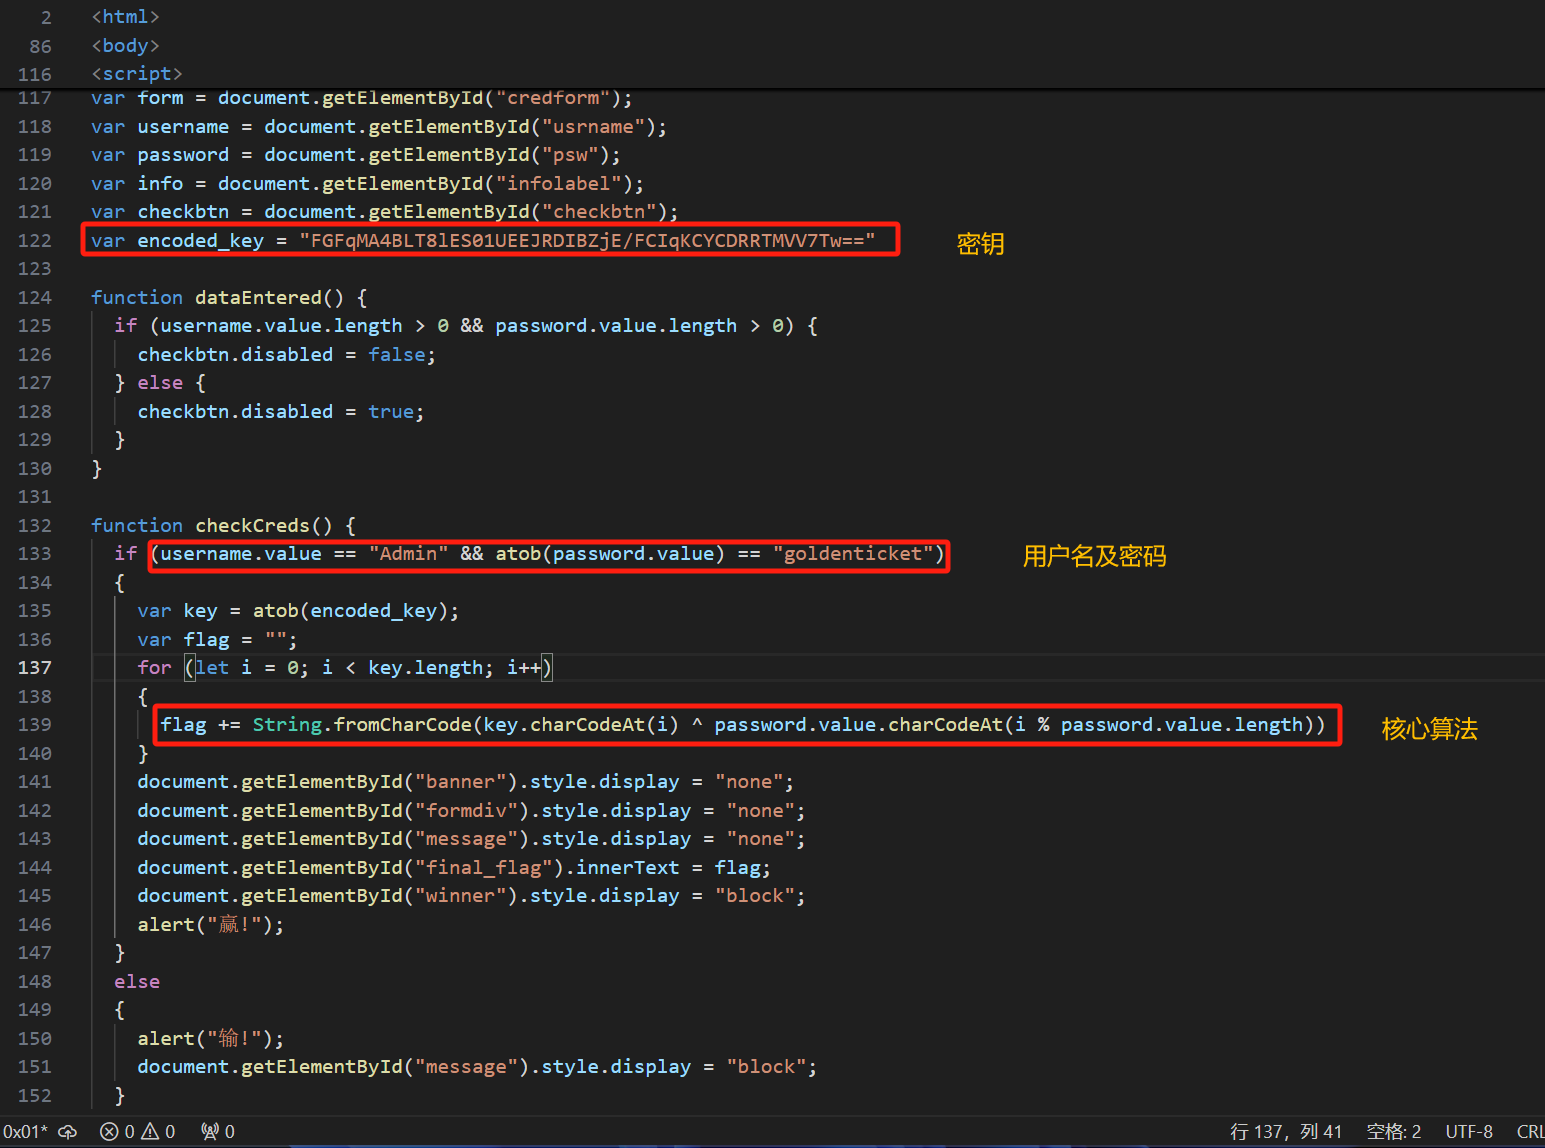 2 <html>
86 <body>
116 <script>
117 var form = document.getElementById("credform");
118 var username = document.getElementById("usrname");
119 var password = document.getElementById("psw");
120 var info = document.getElementById("infolabel");
121 var checkbtn = document.getElementById("checkbtn");
122 var encoded_key = "FGFqMA4BLT8lES01UEEJRDIBZjE/FCIqKCYCDRRTMVV7Tw==" 密钥
123
124 function dataEntered() {
125 if (username.value.length > 0 && password.value.length > 0) {
126 checkbtn.disabled = false;
127 } else {
128 checkbtn.disabled = true;
129 }
130 }
131
132 function checkCreds() {
133 if (username.value == "Admin" && atob(password.value) == "goldenticket") 用户名及密码
134 {
135 var key = atob(encoded_key);
136 var flag = "";
137 for (let i = 0; i < key.length; i++)
138 {
139 flag += String.fromCharCode(key.charCodeAt(i) ^ password.value.charCodeAt(i % password.value.length)) 核心算法
140 }
141 document.getElementById("banner").style.display = "none";
142 document.getElementById("formdiv").style.display = "none";
143 document.getElementById("message").style.display = "none";
144 document.getElementById("final_flag").innerText = flag;
145 document.getElementById("winner").style.display = "block";
146 alert("赢!");
147 }
148 else
149 {
150 alert("输!");
151 document.getElementById("message").style.display = "block";
152 }
0x01* 0 0 0 行 137，列 41 空格: 2 UTF-8 CRL